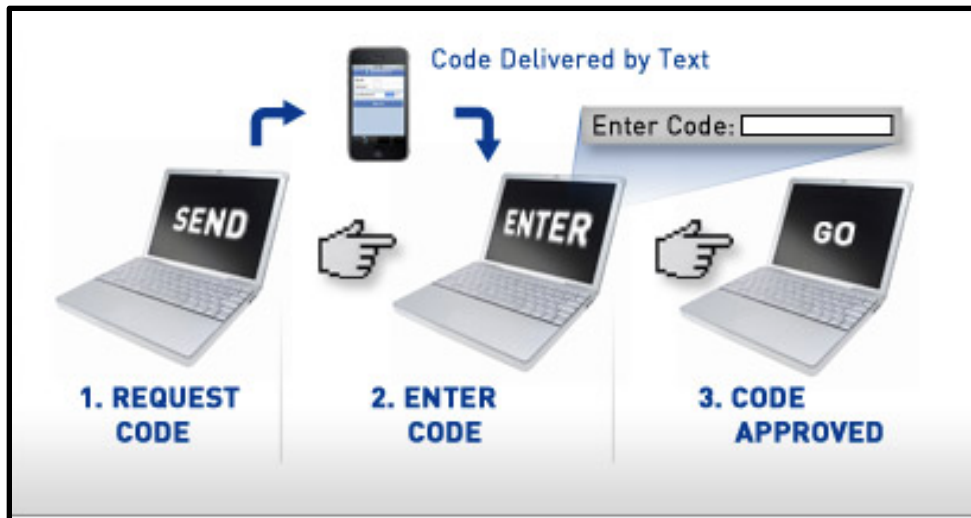 Code Delivered by Text
Enter Code:
SEND
ENTER
GO
1. REQUEST
CODE
2. ENTER
CODE
3. CODE
APPROVED